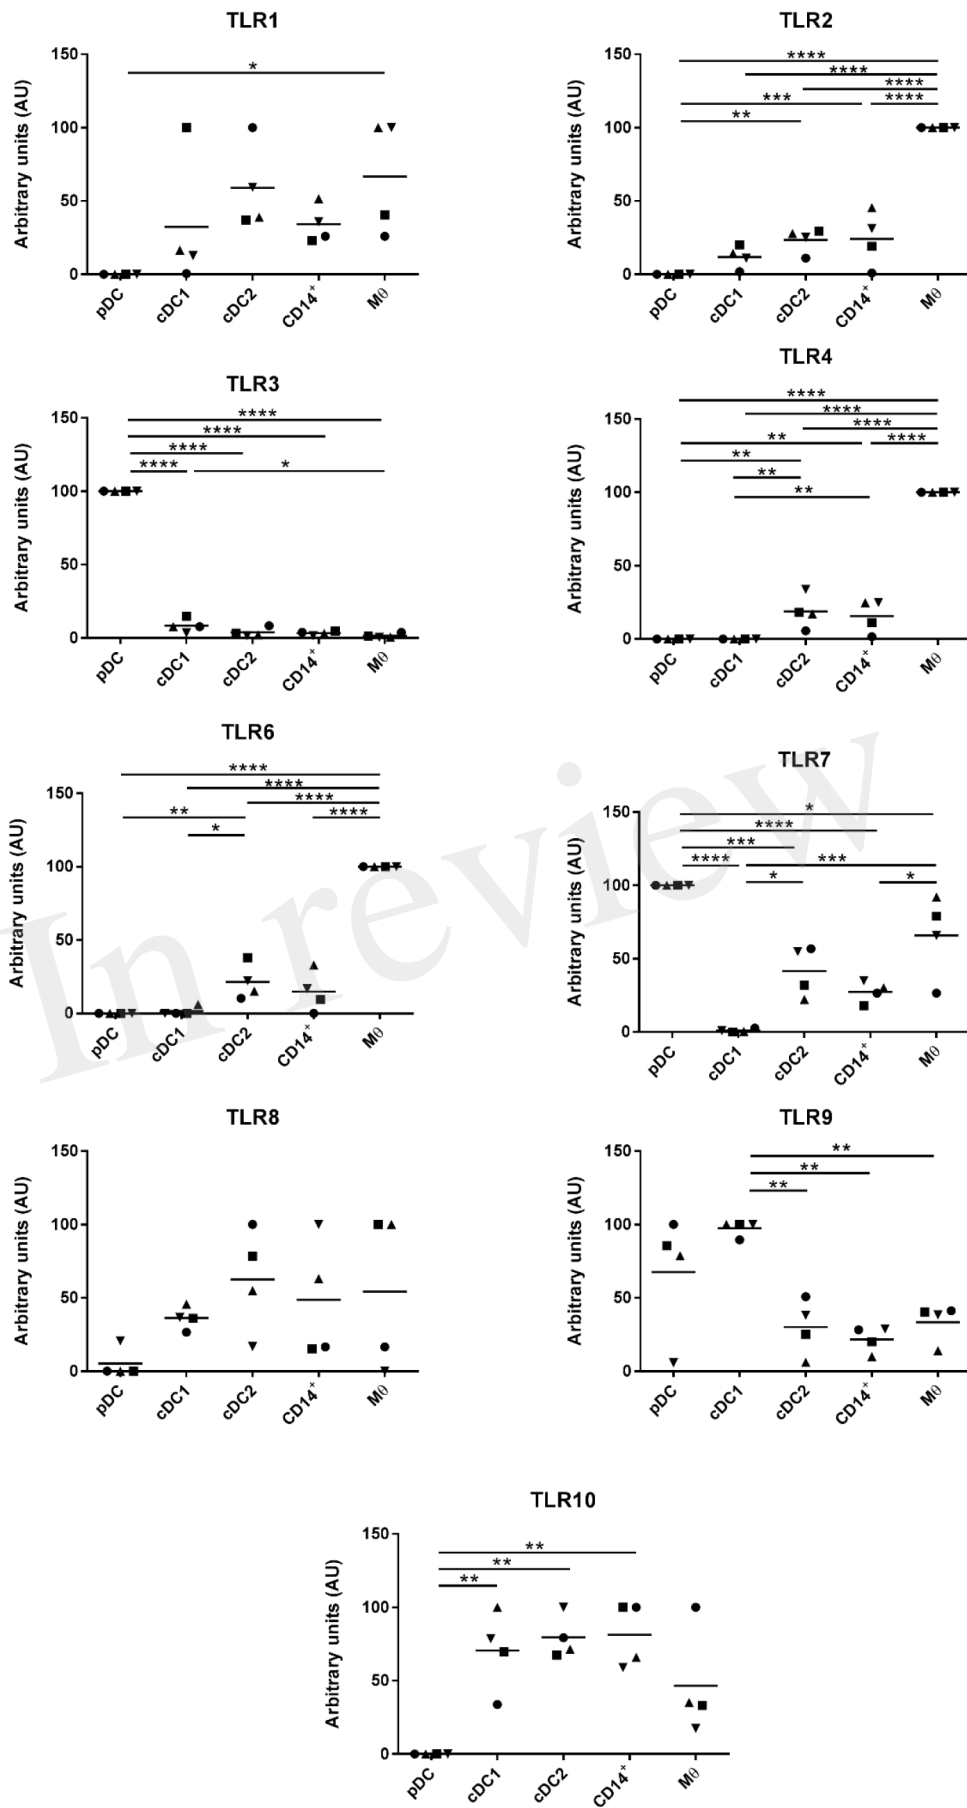 TLR1
Arbitrary units (AU)
150
100
50
0
*
pDC
cDC1
cDC2
CD14⁺
Mθ
TLR2
Arbitrary units (AU)
150
100
50
0
****
****
****
*** ****
**
pDC
cDC1
cDC2
CD14⁺
Mθ
TLR3
Arbitrary units (AU)
150
100
50
0
****
****
****
**** *
pDC
cDC1
cDC2
CD14⁺
Mθ
TLR4
Arbitrary units (AU)
150
100
50
0
****
****
****
** ****
**
**
**
pDC
cDC1
cDC2
CD14⁺
Mθ
TLR6
Arbitrary units (AU)
150
100
50
0
****
****
****
** ****
*
pDC
cDC1
cDC2
CD14⁺
Mθ
TLR7
Arbitrary units (AU)
150
100
50
0
*
****
***
**** ***
* *
pDC
cDC1
cDC2
CD14⁺
Mθ
In review
TLR8
Arbitrary units (AU)
150
100
50
0
pDC
cDC1
cDC2
CD14⁺
Mθ
TLR9
Arbitrary units (AU)
150
100
50
0
**
**
**
pDC
cDC1
cDC2
CD14⁺
Mθ
TLR10
Arbitrary units (AU)
150
100
50
0
**
**
**
pDC
cDC1
cDC2
CD14⁺
Mθ